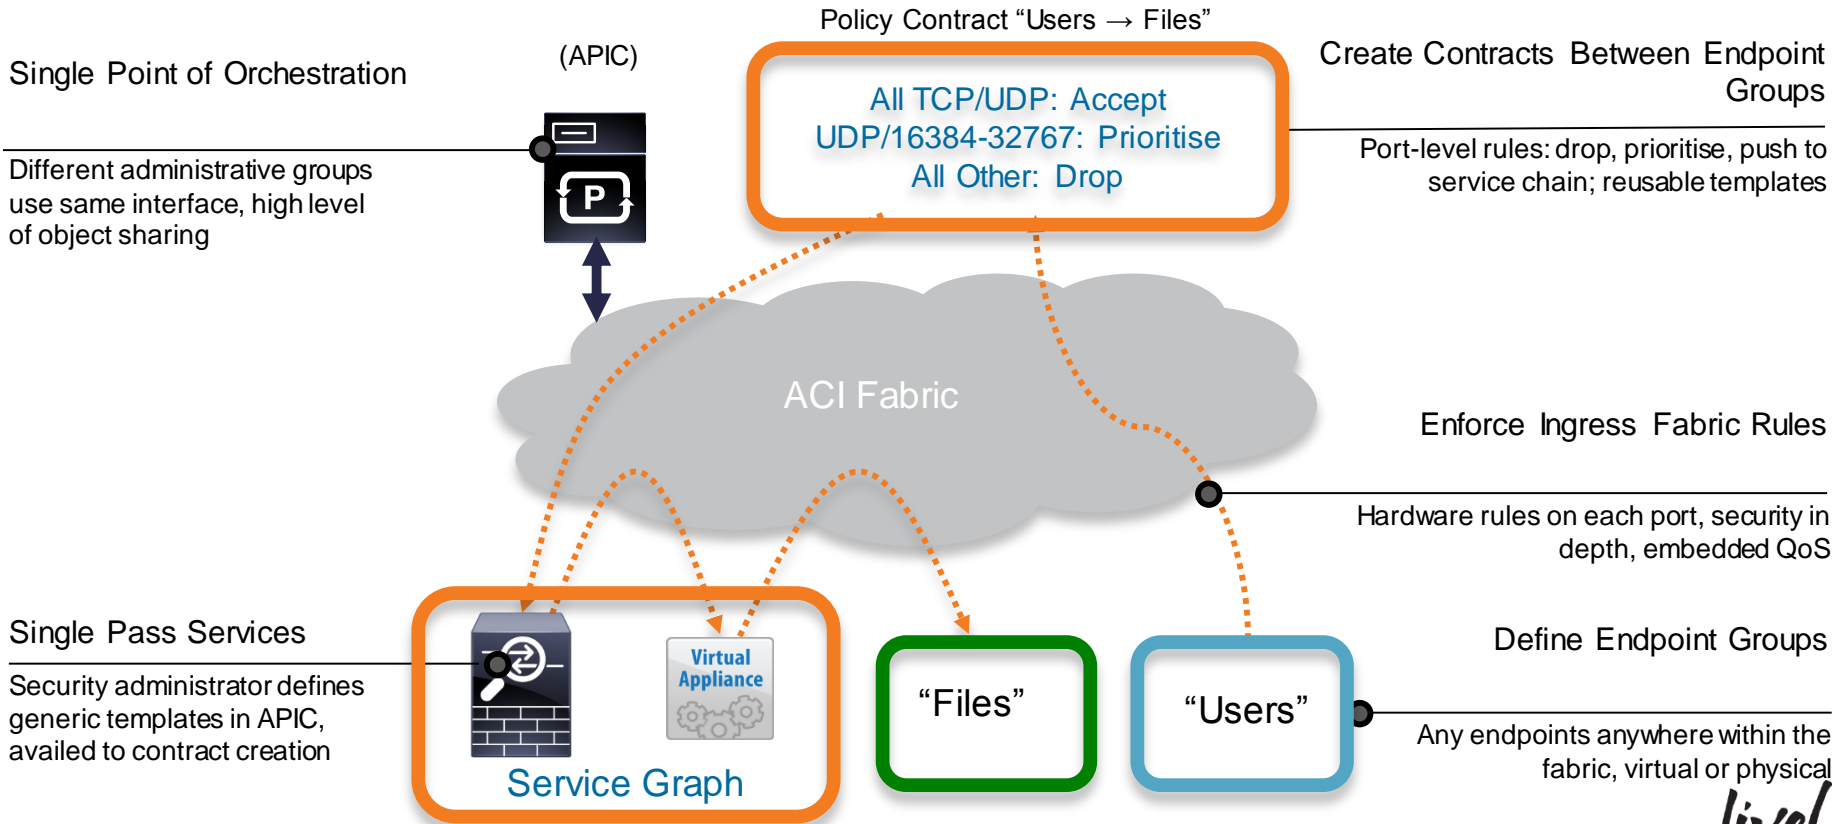 Policy Contract “Users → Files”
Single Point of Orchestration
(APIC)
Create Contracts Between Endpoint
Groups
All TCP/UDP: Accept
UDP/16384-32767: Prioritise
All Other: Drop
Different administrative groups
use same interface, high level
of object sharing
P
Port-level rules: drop, prioritise, push to
service chain; reusable templates
ACI Fabric
Enforce Ingress Fabric Rules
Hardware rules on each port, security in
depth, embedded QoS
Single Pass Services
Security administrator defines
generic templates in APIC,
availed to contract creation
Virtual
Appliance
Service Graph
“Files”
“Users”
Define Endpoint Groups
Any endpoints anywhere within the
fabric, virtual or physical